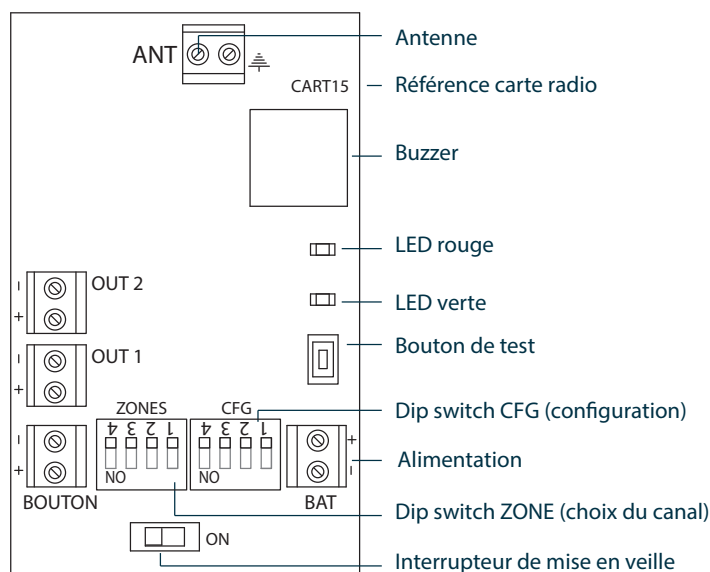 ANT
Antenne
CART15
Référence carte radio
Buzzer
LED rouge
LED verte
Bouton de test
- OUT 2
+
- OUT 1
+
ZONES
CFG
4 3 2 1
4 3 2 1
NO
NO
Dip switch CFG (configuration)
- +
+ -
Alimentation
BOUTON
BAT
Dip switch ZONE (choix du canal)
ON
Interrupteur de mise en veille